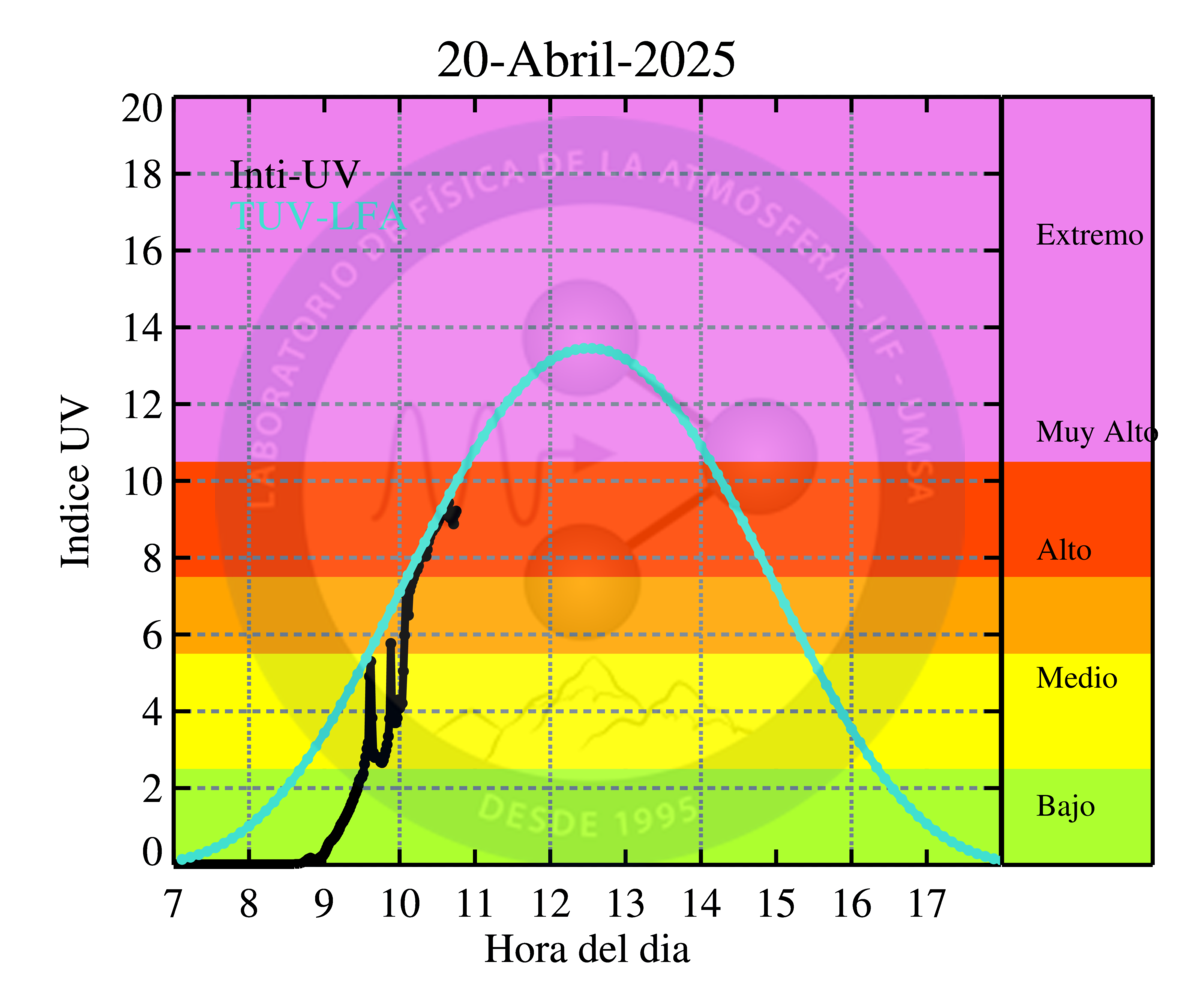 20-Abril-2025
Indice UV
20
18
16
14
12
10
8
6
4
2
0
Inti-UV
TUV-LFA
LABORATORIO DE FÍSICA DE LA ATMÓSFERA - IIF - UMSA
DESDE 1995
Extremo
Muy Alto
Alto
Medio
Bajo
7 8 9 10 11 12 13 14 15 16 17
Hora del dia